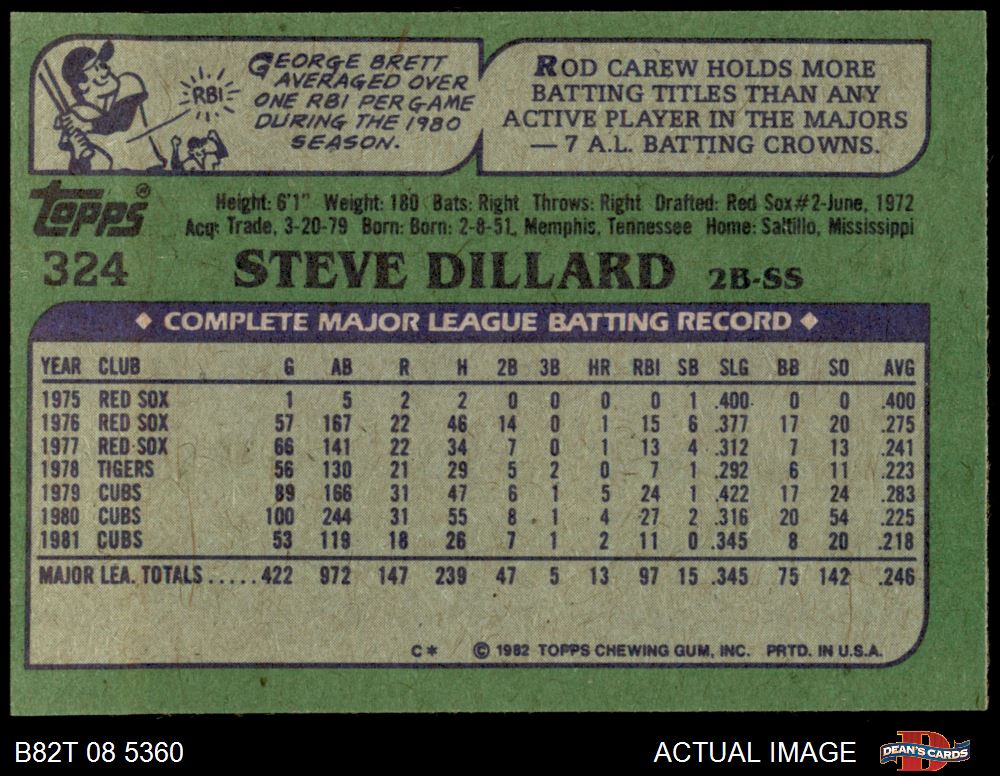 GEORGE BRETT
AVERAGED OVER
ONE RBI PER GAME
DURING THE 1980
SEASON.
RBI
ROD CAREW HOLDS MORE
BATTING TITLES THAN ANY
ACTIVE PLAYER IN THE MAJORS
— 7 A.L. BATTING CROWNS.
Topps®
Height: 6'1" Weight: 180 Bats: Right Throws: Right Drafted: Red Sox#2-June, 1972
Acq: Trade, 3-20-79 Born: Born: 2-8-51, Memphis, Tennessee Home: Saltillo, Mississippi
324 STEVE DILLARD 2B-SS
◆ COMPLETE MAJOR LEAGUE BATTING RECORD ◆
YEAR CLUB G AB R H 2B 3B HR RBI SB SLG BB SO AVG
1975 RED SOX 1 5 2 2 0 0 0 0 1 .400 0 0 .400
1976 RED SOX 57 167 22 46 14 0 1 15 6 .377 17 20 .275
1977 RED SOX 66 141 22 34 7 0 1 13 4 .312 7 13 .241
1978 TIGERS 56 130 21 29 5 2 0 7 1 .292 6 11 .223
1979 CUBS 89 166 31 47 6 1 5 24 1 .422 17 24 .283
1980 CUBS 100 244 31 55 8 1 4 27 2 .316 20 54 .225
1981 CUBS 53 119 18 26 7 1 2 11 0 .345 8 20 .218
MAJOR LEA. TOTALS.....422 972 147 239 47 5 13 97 15 .345 75 142 .246
C* © 1982 TOPPS CHEWING GUM, INC. PRTD. IN U.S.A.
B82T 08 5360 ACTUAL IMAGE D DEAN'S CARDS